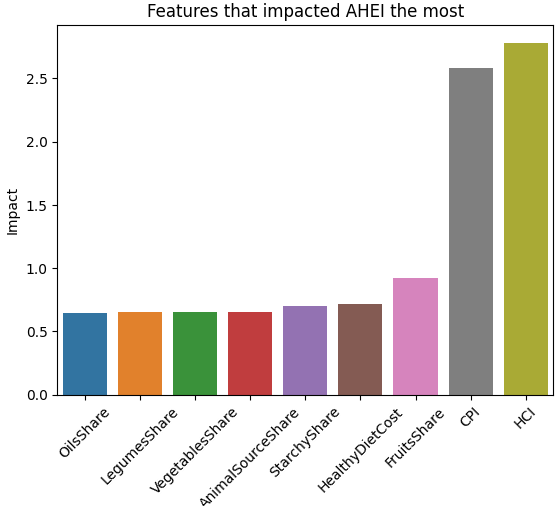 Features that impacted AHEI the most
Impact
2.5
2.0
1.5
1.0
0.5
0.0
OilsShare
LegumesShare
VegetablesShare
AnimalSourceShare
StarchyShare
HealthyDietCost
FruitsShare
CPI
HCI